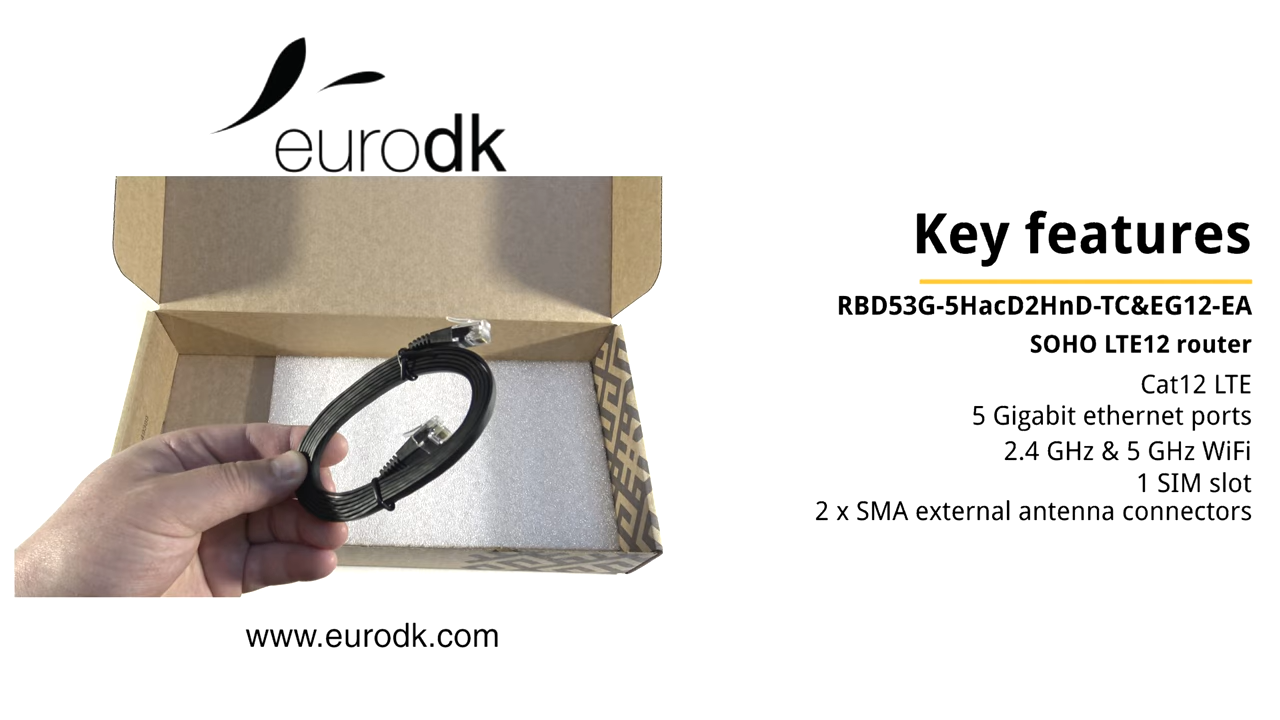 eurodk
Key features
RBD53G-5HacD2HnD-TC&EG12-EA
SOHO LTE12 router
Cat12 LTE
5 Gigabit ethernet ports
2.4 GHz & 5 GHz WiFi
1 SIM slot
2 x SMA external antenna connectors
www.eurodk.com